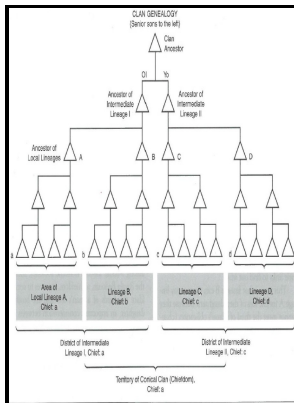 CLAN GENEALOGY
(Senior sons to the left)
Clan
Ancestor
Ol
Yo
Ancestor of
Intermediate
Lineage I
Ancestor of
Intermediate
Lineage II
Ancestor of
Local Lineages
A
B
C
D
a
b
c
d
Area of
Local Lineage A,
Chief: a
Lineage B,
Chief: b
Lineage C,
Chief: c
Lineage D,
Chief: d
District of Intermediate
Lineage I, Chief: a
District of Intermediate
Lineage II, Chief: c
Territory of Conical Clan (Chiefdom),
Chief: a